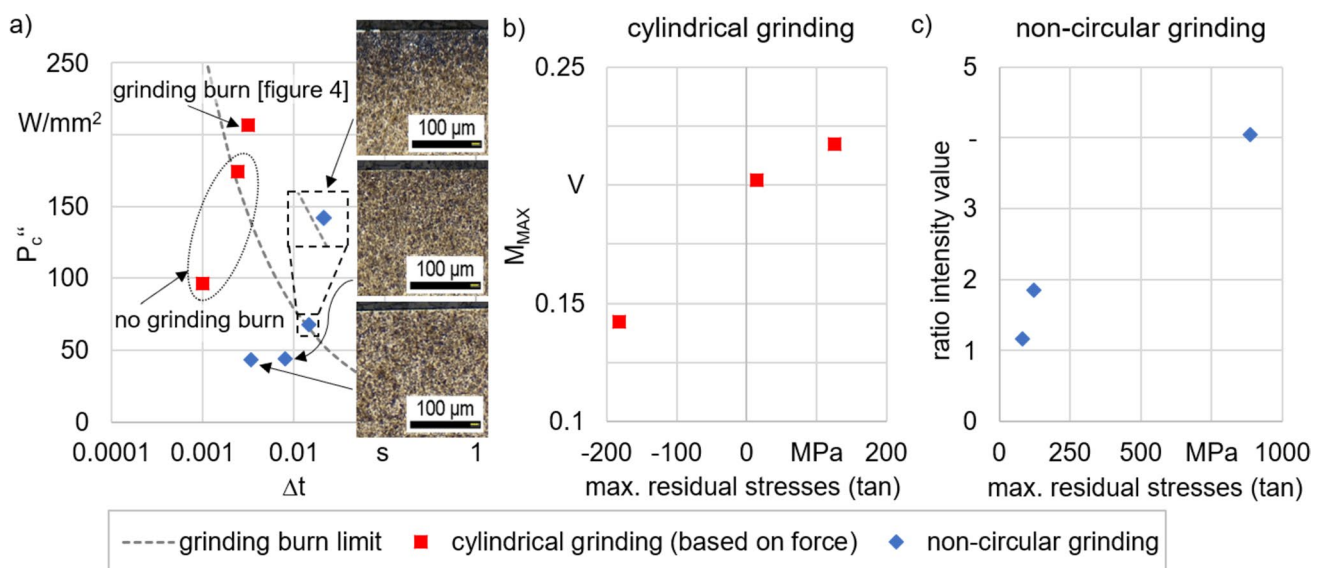 a)
250
W/mm²
150
100
50
0
P꜀“
grinding burn [figure 4]
no grinding burn
0.0001 0.001 0.01 s 1
Δt
100 µm
100 µm
100 µm
b) cylindrical grinding
0.25
V
0.15
0.1
M_MAX
-200 -100 0 MPa 200
max. residual stresses (tan)
c) non-circular grinding
5
-
3
2
1
0
ratio intensity value
0 250 500 MPa 1000
max. residual stresses (tan)
grinding burn limit cylindrical grinding (based on force) non-circular grinding